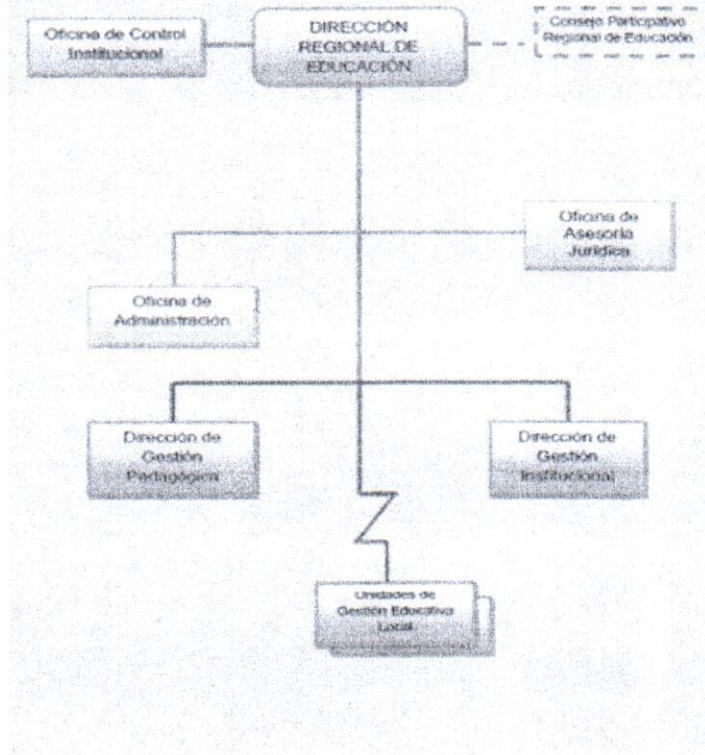 Oficina de Control
Institucional
DIRECCIÓN
REGIONAL DE
EDUCACIÓN
Consejo Participativo
Regional de Educación
Oficina de
Asesoría
Jurídica
Oficina de
Administración
Dirección de
Gestión
Pedagógica
Dirección de
Gestión
Institucional
Unidades de
Gestión Educativa
Local